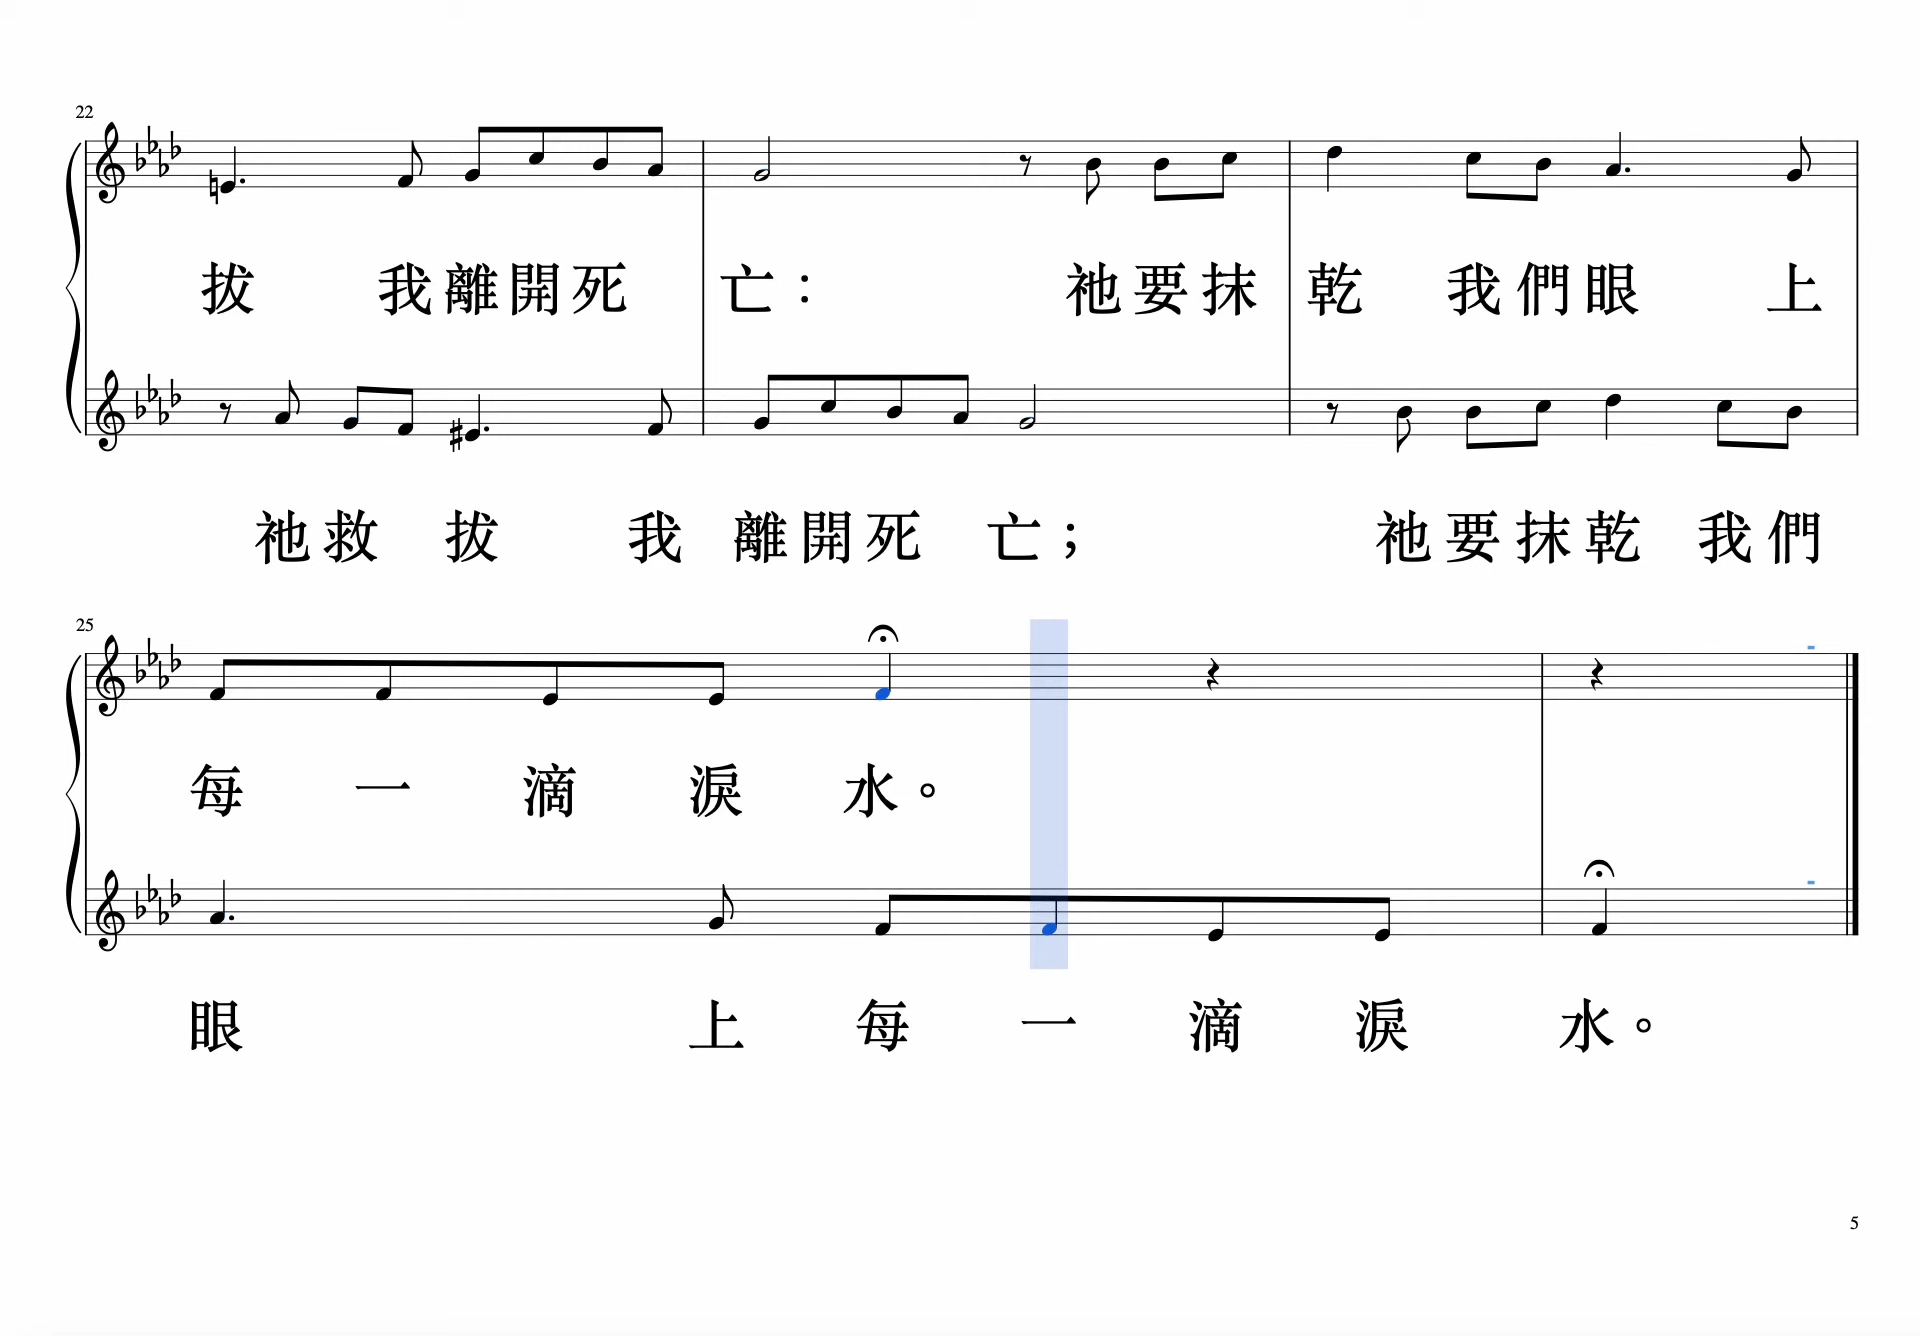 22
拔 我離開死 亡： 祂要抹 乾 我們眼 上
祂救 拔 我 離開死 亡； 祂要抹乾 我們
25
每 一 滴 淚 水。
眼 上 每 一 滴 淚 水。
5